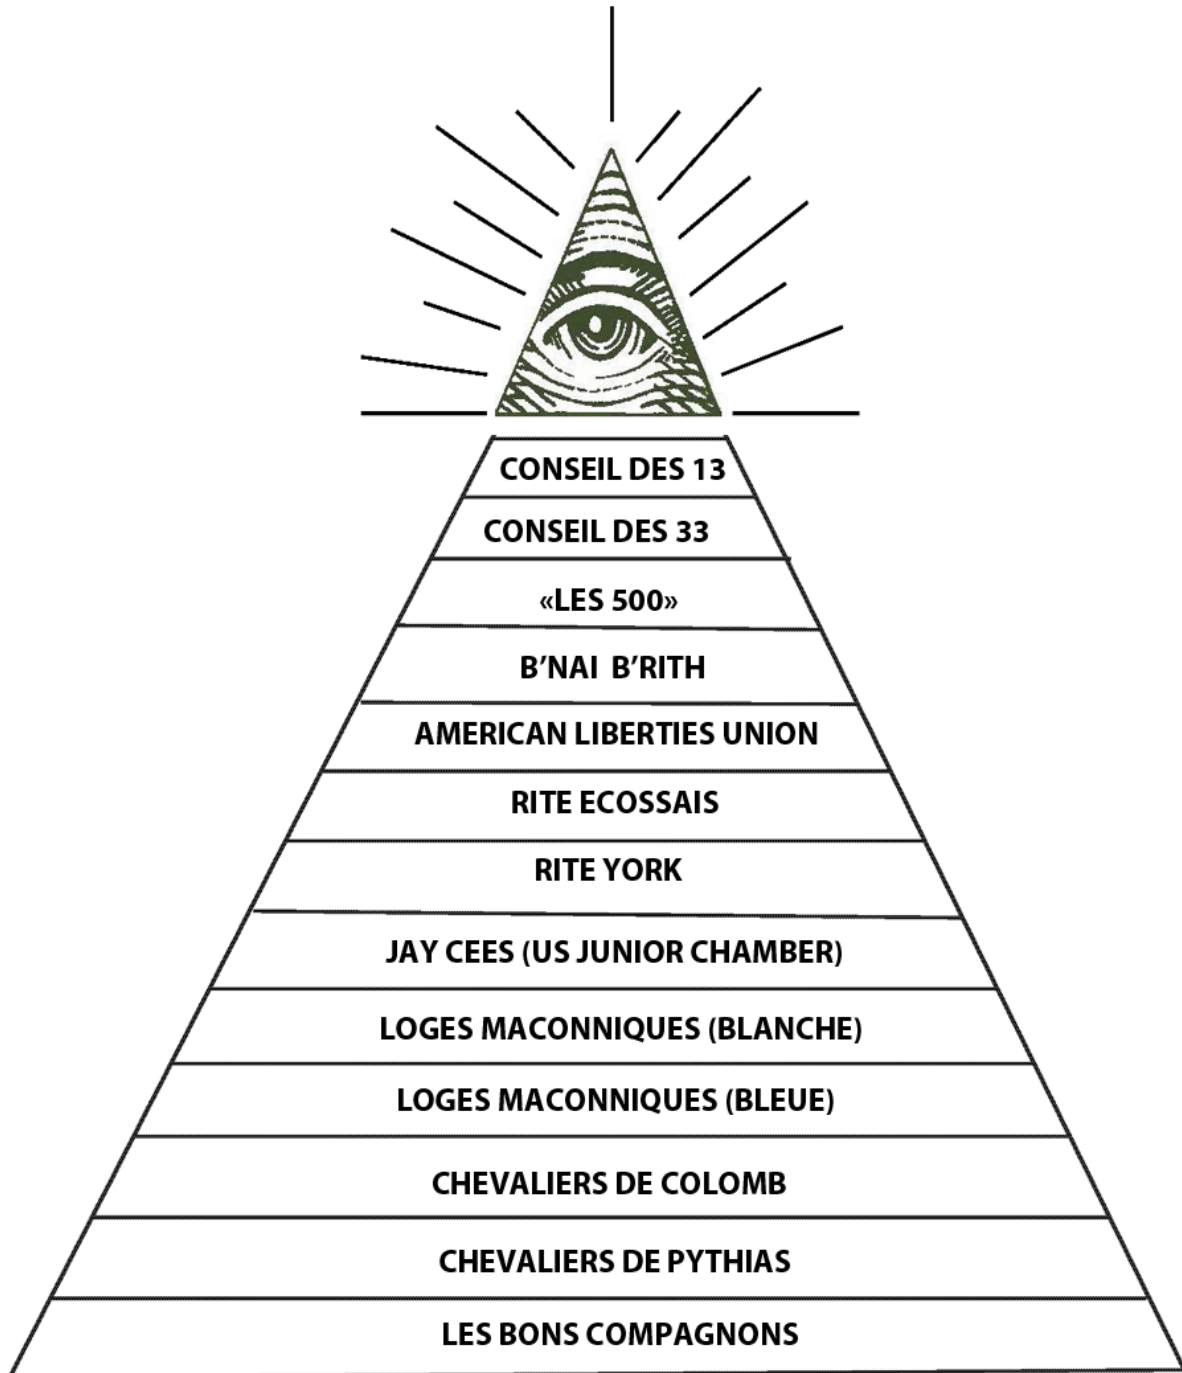 CONSEIL DES 13
CONSEIL DES 33
«LES 500»
B'NAI B'RITH
AMERICAN LIBERTIES UNION
RITE ECOSSAIS
RITE YORK
JAY CEES (US JUNIOR CHAMBER)
LOGES MACONNIQUES (BLANCHE)
LOGES MACONNIQUES (BLEUE)
CHEVALIERS DE COLOMB
CHEVALIERS DE PYTHIAS
LES BONS COMPAGNONS